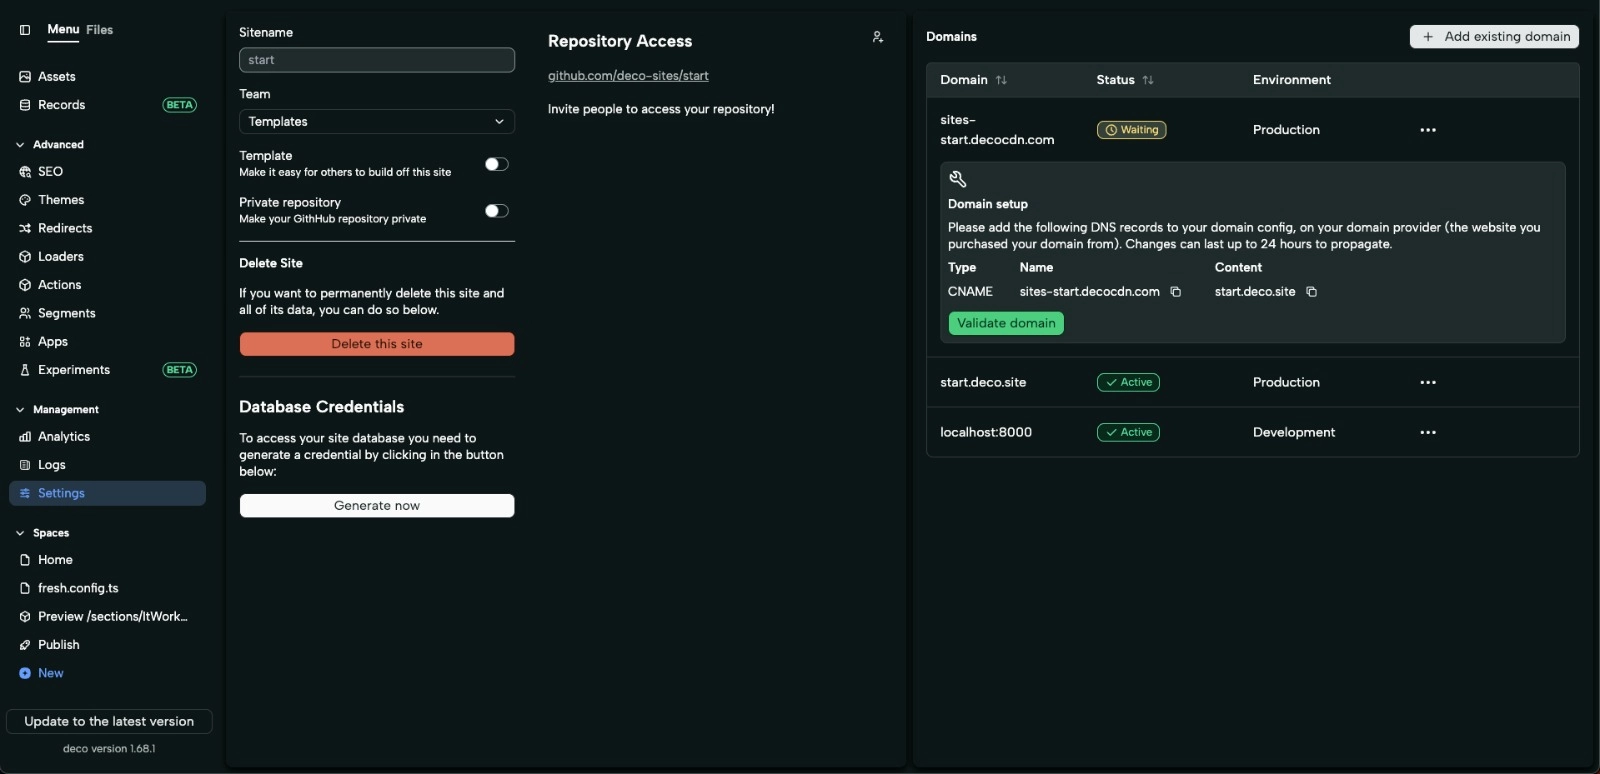 Menu
Files
Assets
Records
BETA
Advanced
SEO
Themes
Redirects
Loaders
Actions
Segments
Apps
Experiments
BETA
Management
Analytics
Logs
Settings
Spaces
Home
fresh.config.ts
Preview /sections/ItWork...
Publish
New
Update to the latest version
deco version 1.68.1
Sitename
start
Team
Templates
Template
Make it easy for others to build off this site
Private repository
Make your GitHHub repository private
Delete Site
If you want to permanently delete this site and
all of its data, you can do so below.
Delete this site
Database Credentials
To access your site database you need to
generate a credential by clicking in the button
below:
Generate now
Repository Access
github.com/deco-sites/start
Invite people to access your repository!
Domains
Add existing domain
Domain
Status
Environment
sites-
start.decocdn.com
Waiting
Production
Domain setup
Please add the following DNS records to your domain config, on your domain provider (the website you
purchased your domain from). Changes can last up to 24 hours to propagate.
Type Name Content
CNAME sites-start.decocdn.com start.deco.site
Validate domain
start.deco.site Active Production
localhost:8000 Active Development